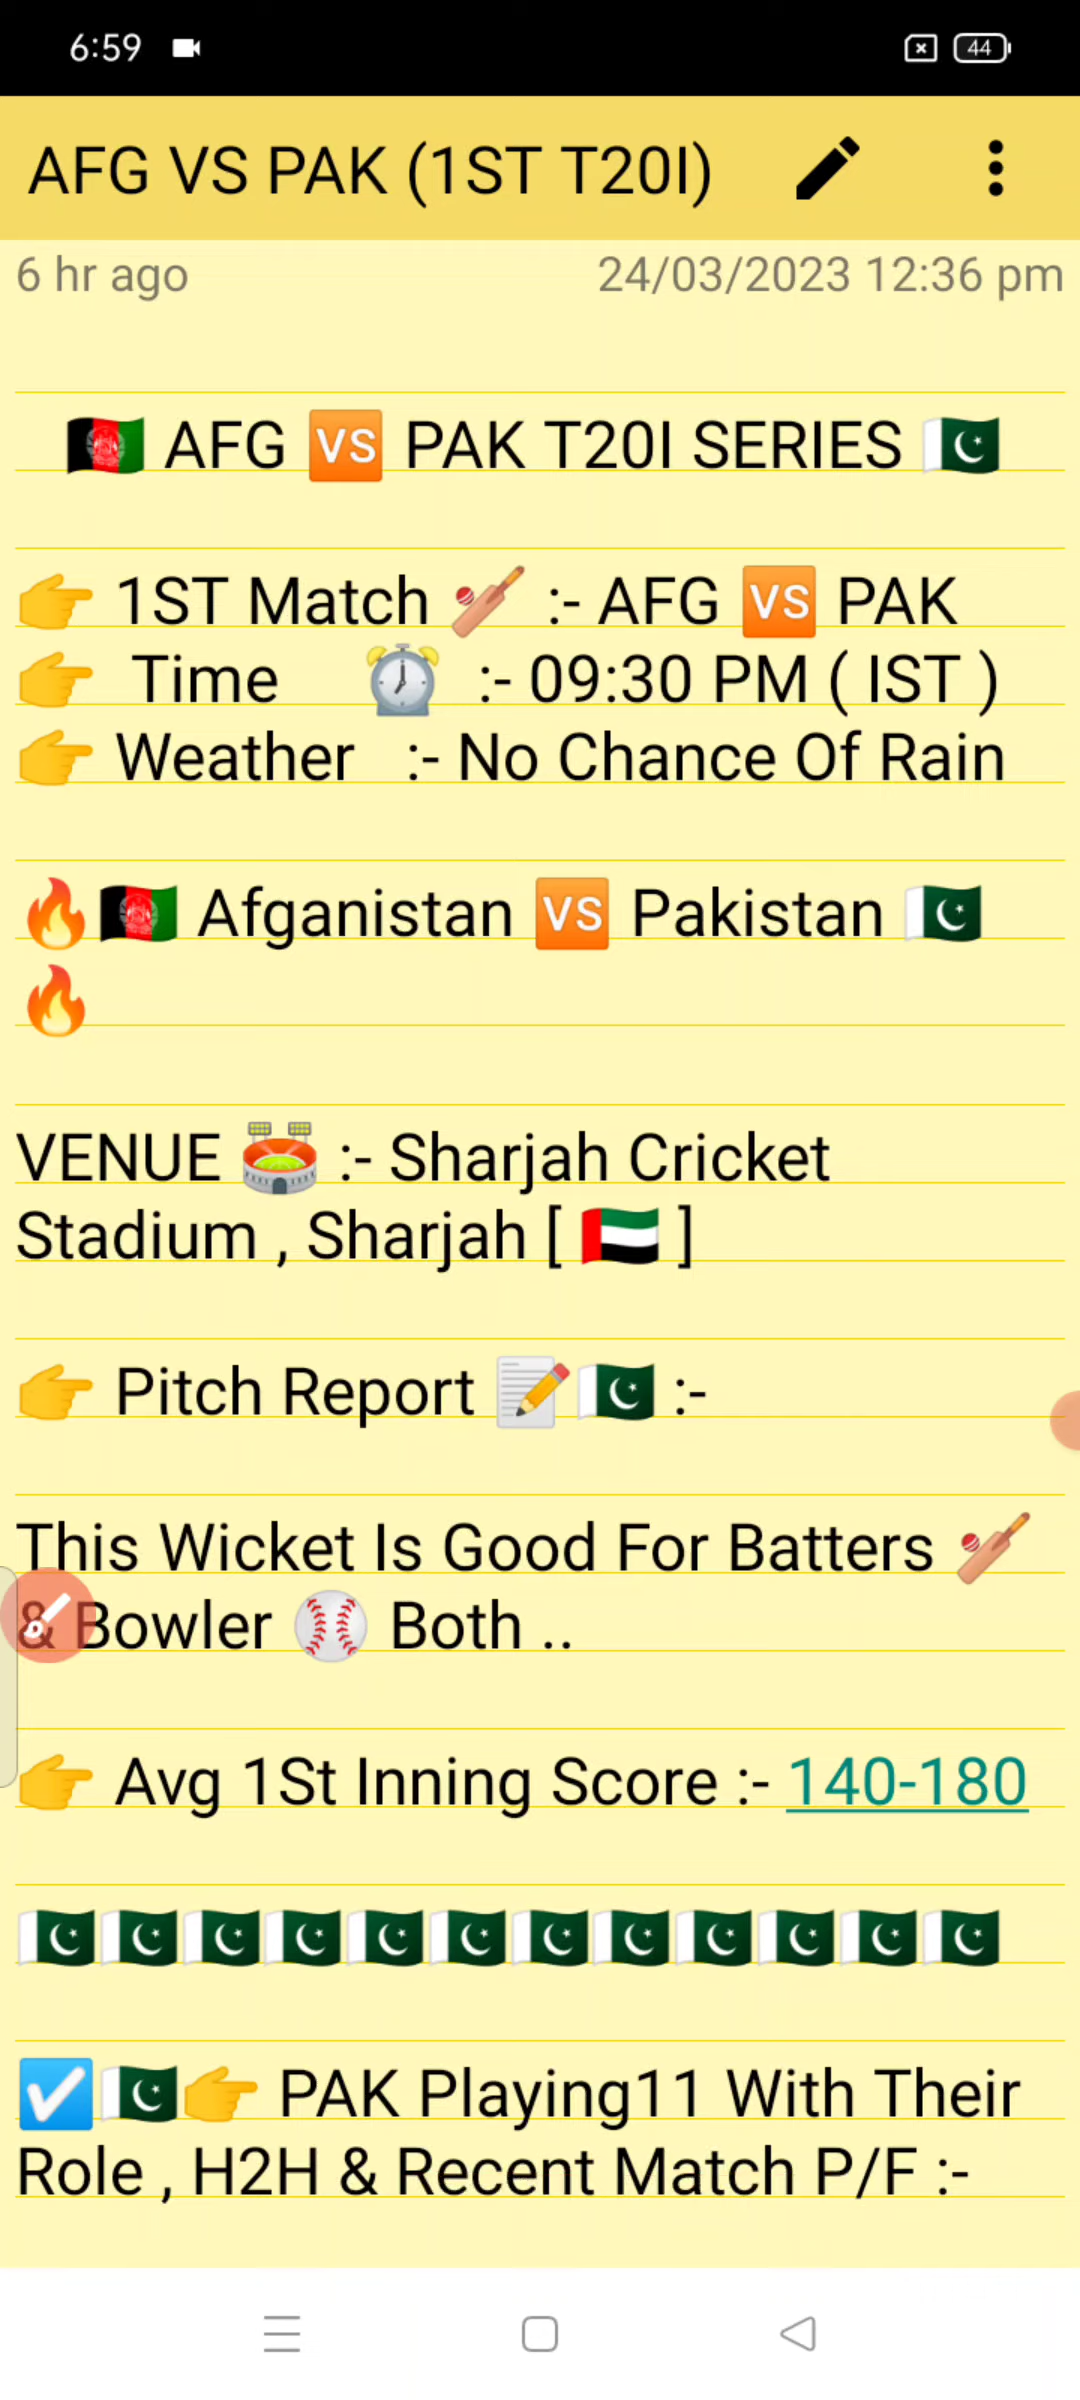 6:59
44
AFG VS PAK (1ST T20I)
6 hr ago 24/03/2023 12:36 pm
🇦🇫 AFG 🆚 PAK T20I SERIES 🇵🇰
👉 1ST Match 🏏 :- AFG 🆚 PAK
👉 Time ⏰ :- 09:30 PM ( IST )
👉 Weather :- No Chance Of Rain
🔥🇦🇫 Afganistan 🆚 Pakistan 🇵🇰
🔥
VENUE 🏟️ :- Sharjah Cricket
Stadium , Sharjah [ 🇦🇪 ]
👉 Pitch Report 📝🇵🇰 :-
This Wicket Is Good For Batters 🏏
& Bowler ⚾ Both ..
👉 Avg 1St Inning Score :- 140-180
🇵🇰🇵🇰🇵🇰🇵🇰🇵🇰🇵🇰🇵🇰🇵🇰🇵🇰🇵🇰🇵🇰🇵🇰
☑️🇵🇰👉 PAK Playing11 With Their
Role , H2H & Recent Match P/F :-